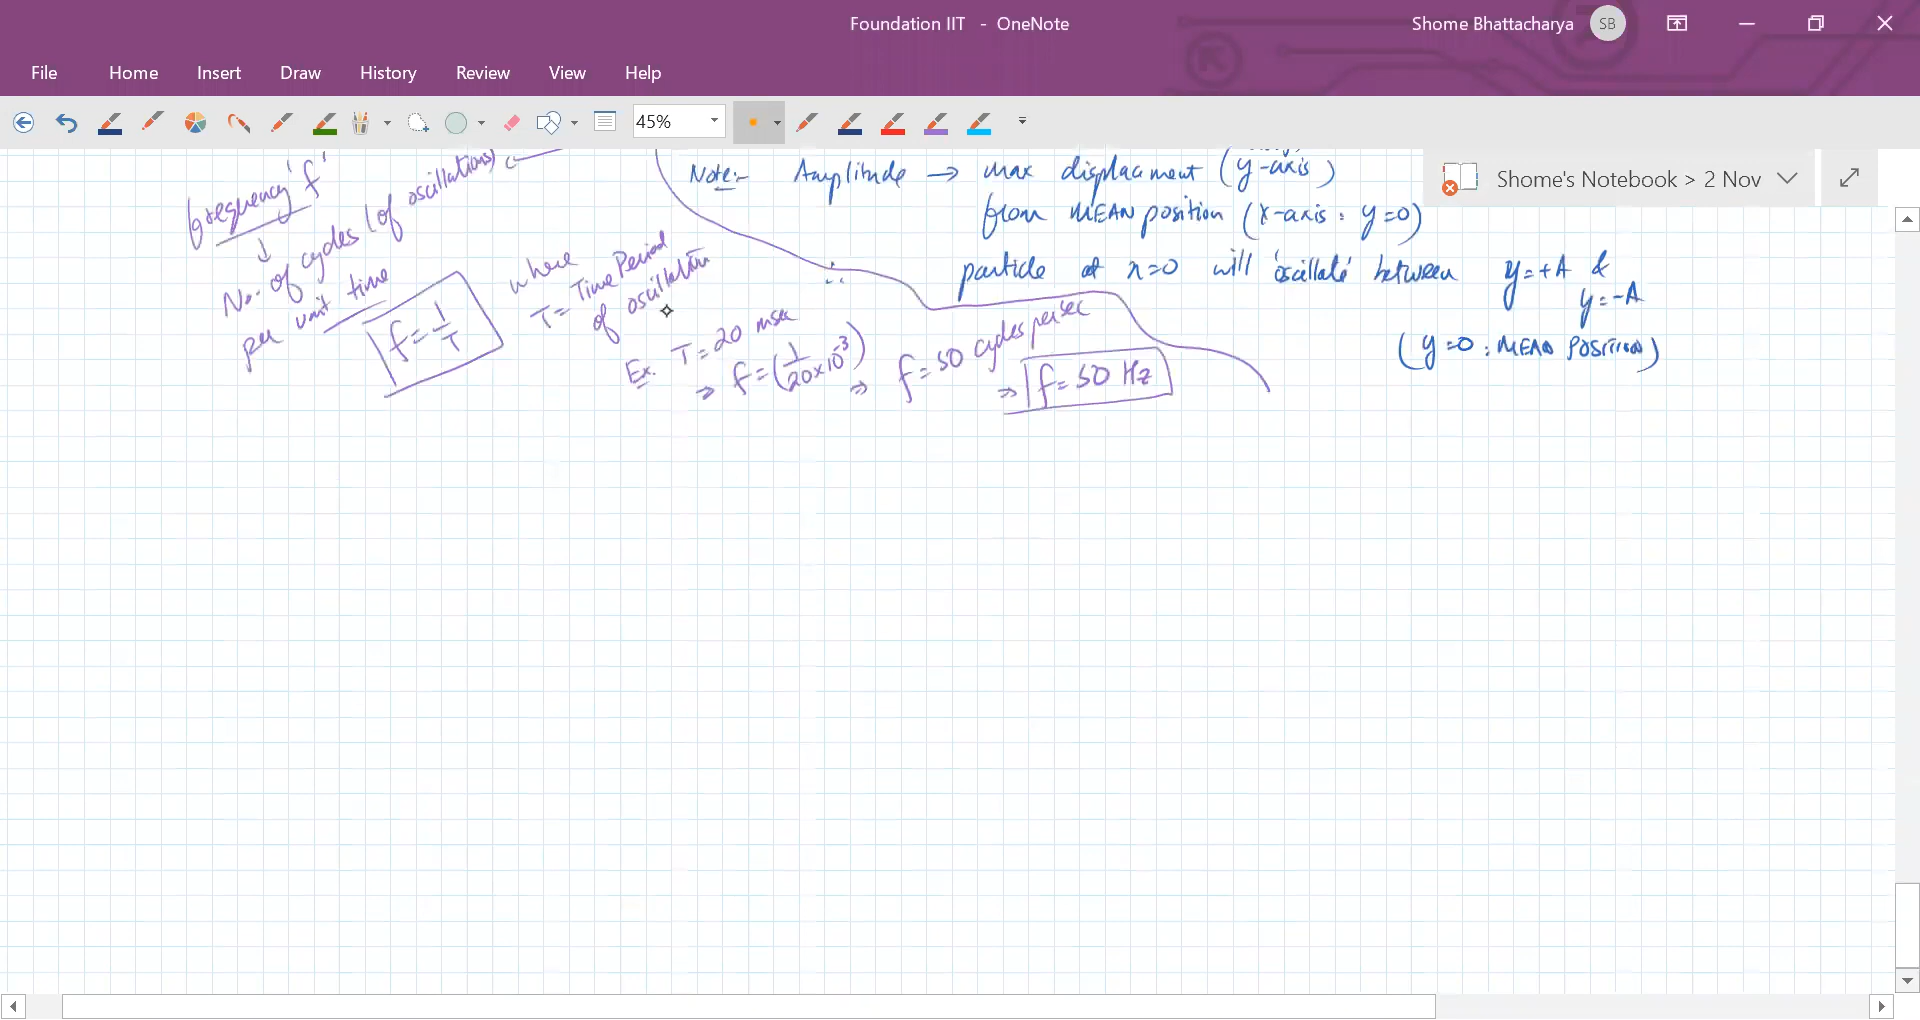 Foundation IIT - OneNote
Shome Bhattacharya SB
File Home Insert Draw History Review View Help
45%
Shome's Notebook > 2 Nov
frequency 'f'
No. of cycles (of oscillations)
per unit time
f = 1/T
where
T = Time Period
of oscillation
Ex. T = 20 msec
⇒ f = (1/20×10⁻³)
⇒ f = 50 cycles per sec
⇒ f = 50 Hz
Note:- Amplitude → max displacement (y-axis)
from MEAN position (x-axis : y=0)
particle at x=0 will 'oscillate' between y=+A &
y=-A
(y=0 : MEAN POSITION)